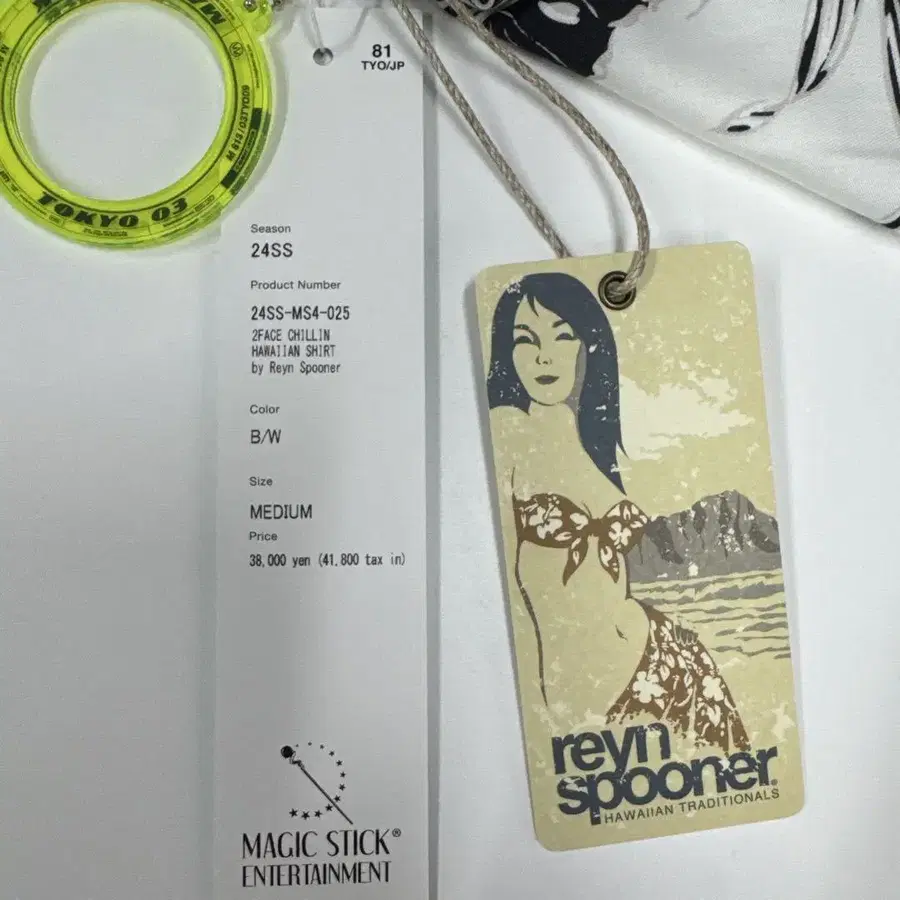 TOKYO 03
81
TYO/JP
Season
24SS
Product Number
24SS-MS4-025
2FACE CHILLIN
HAWAIIAN SHIRT
by Reyn Spooner
Color
B/W
Size
MEDIUM
Price
38,000 yen (41,800 tax in)
MAGIC STICK®
ENTERTAINMENT
reyn
spooner®
HAWAIIAN TRADITIONALS